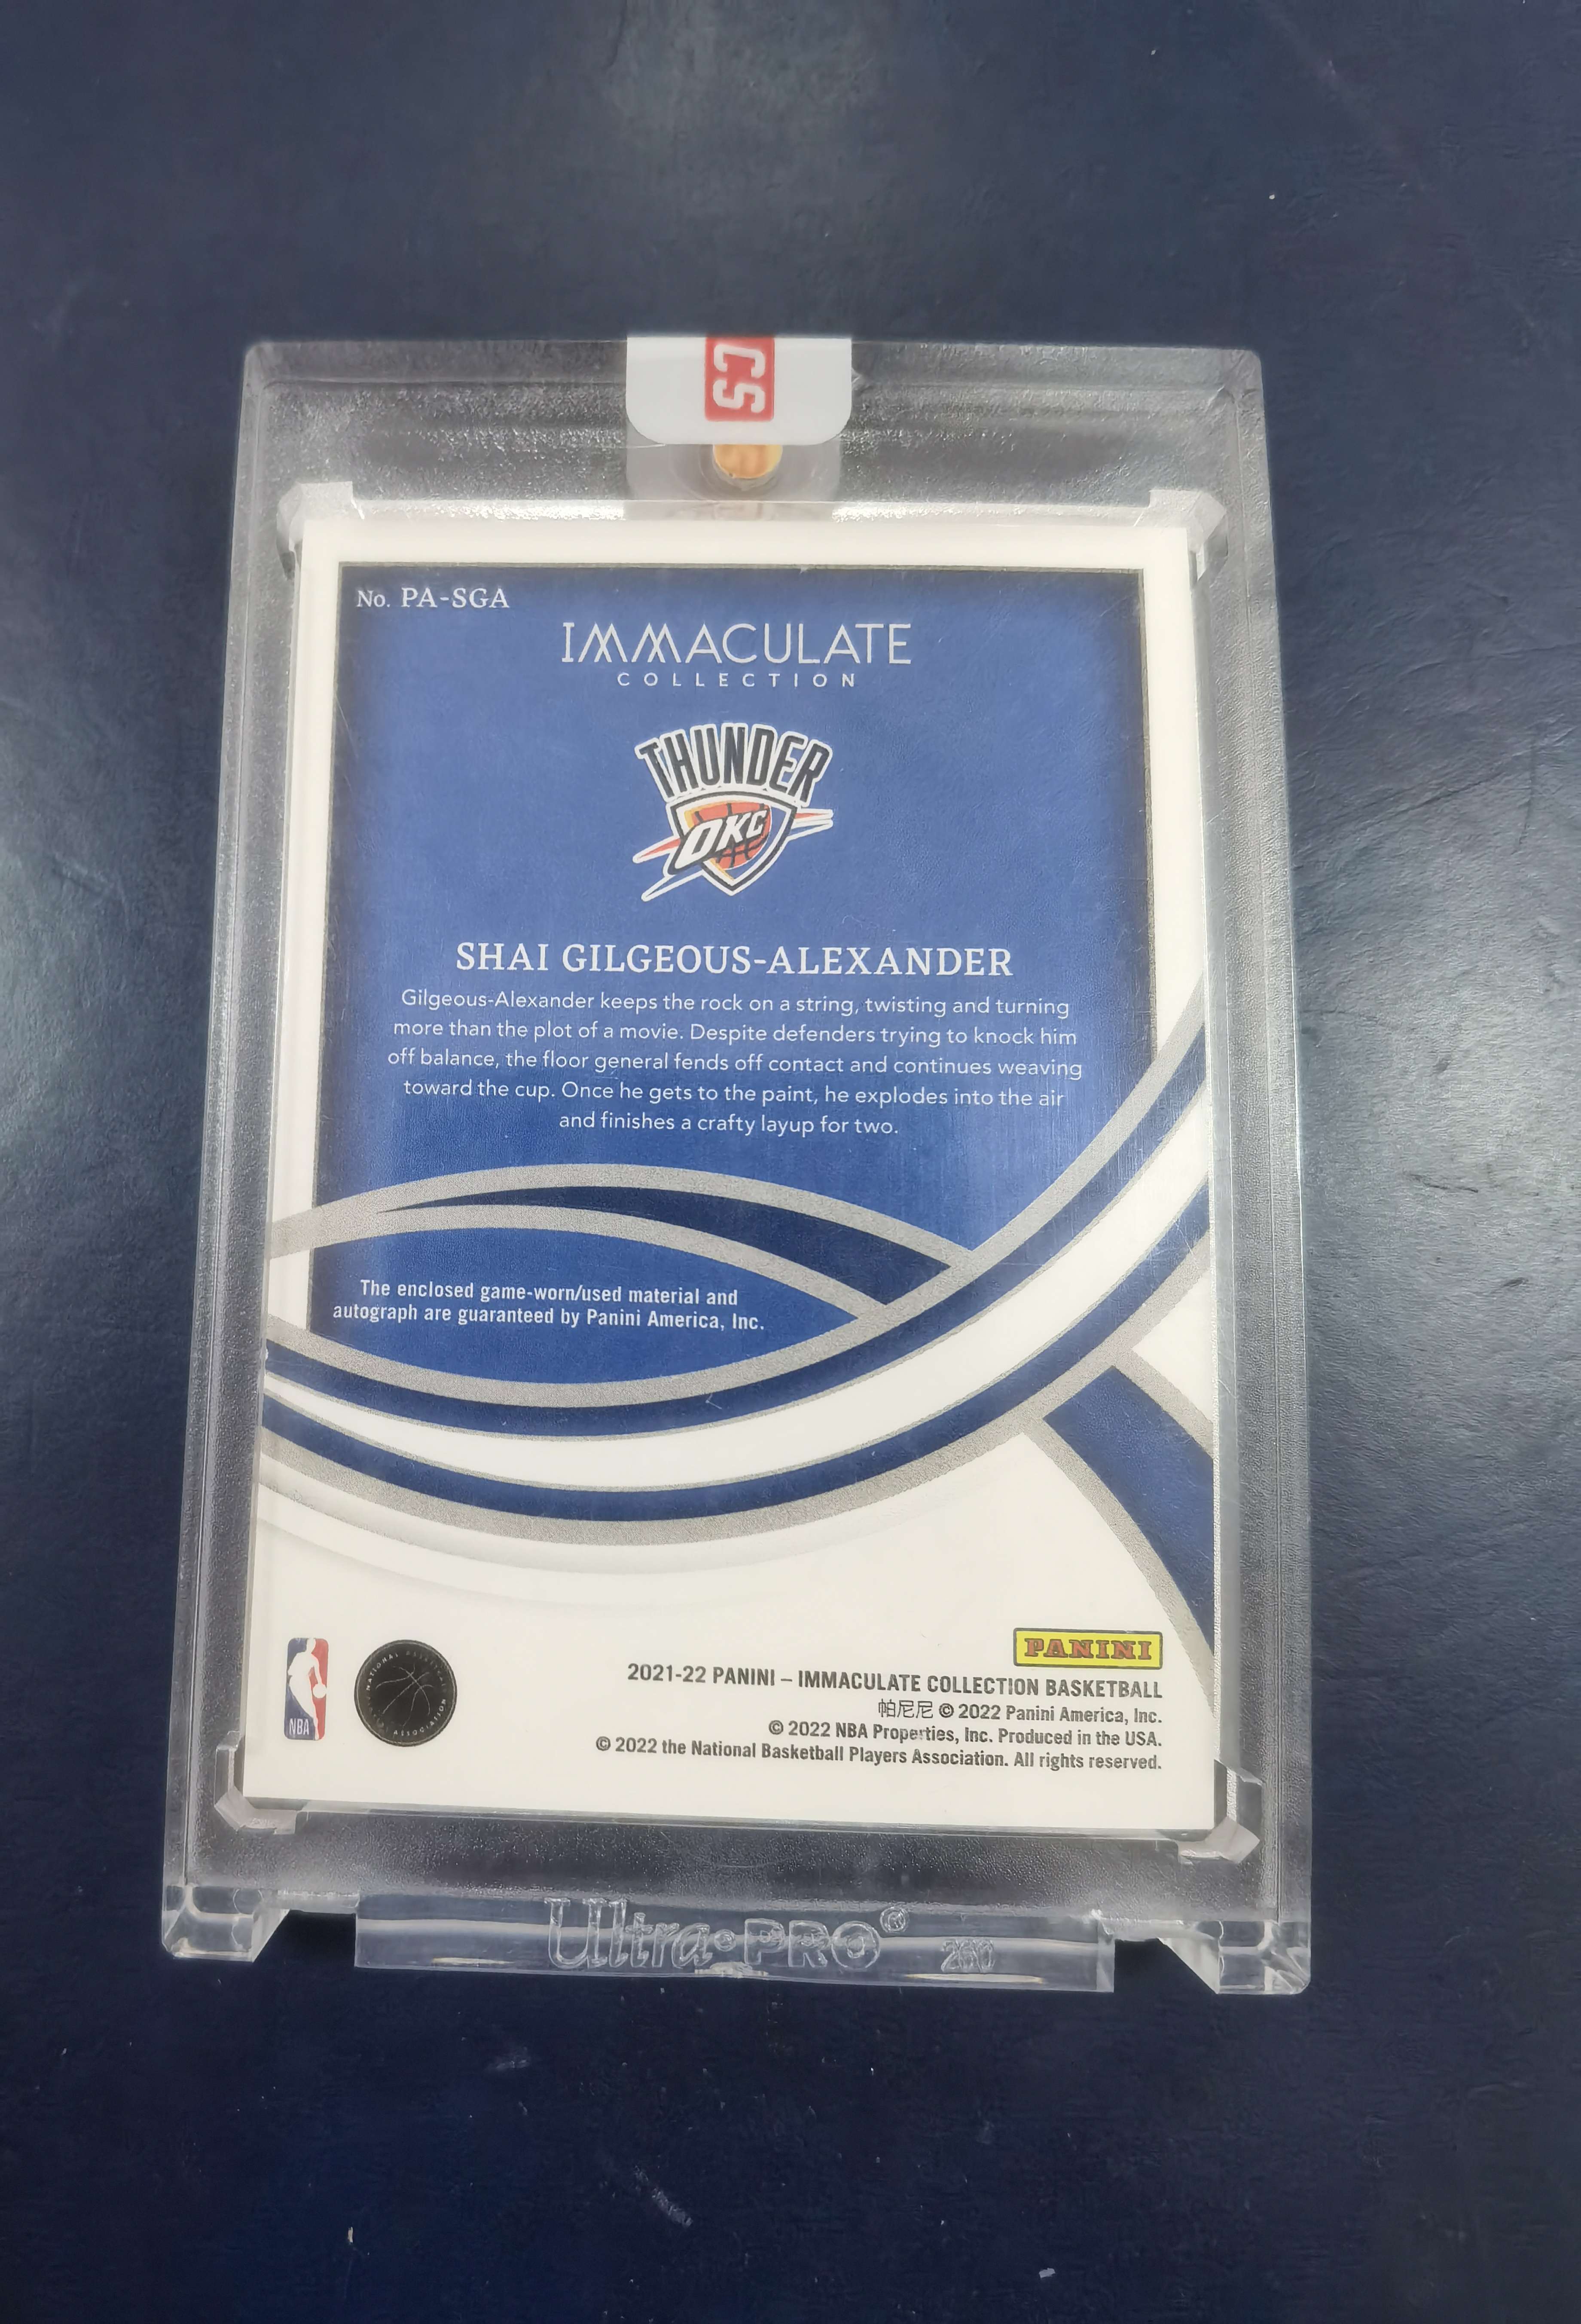 CS
No. PA-SGA
IMMACULATE
COLLECTION
THUNDER
OKC
SHAI GILGEOUS-ALEXANDER
Gilgeous-Alexander keeps the rock on a string, twisting and turning
more than the plot of a movie. Despite defenders trying to knock him
off balance, the floor general fends off contact and continues weaving
toward the cup. Once he gets to the paint, he explodes into the air
and finishes a crafty layup for two.
The enclosed game-worn/used material and
autograph are guaranteed by Panini America, Inc.
PANINI
2021-22 PANINI – IMMACULATE COLLECTION BASKETBALL
帕尼尼 © 2022 Panini America, Inc.
© 2022 NBA Properties, Inc. Produced in the USA.
© 2022 the National Basketball Players Association. All rights reserved.
NBA
NATIONAL BASKETBALL
ASSOCIATION
Ultra•PRO® 260